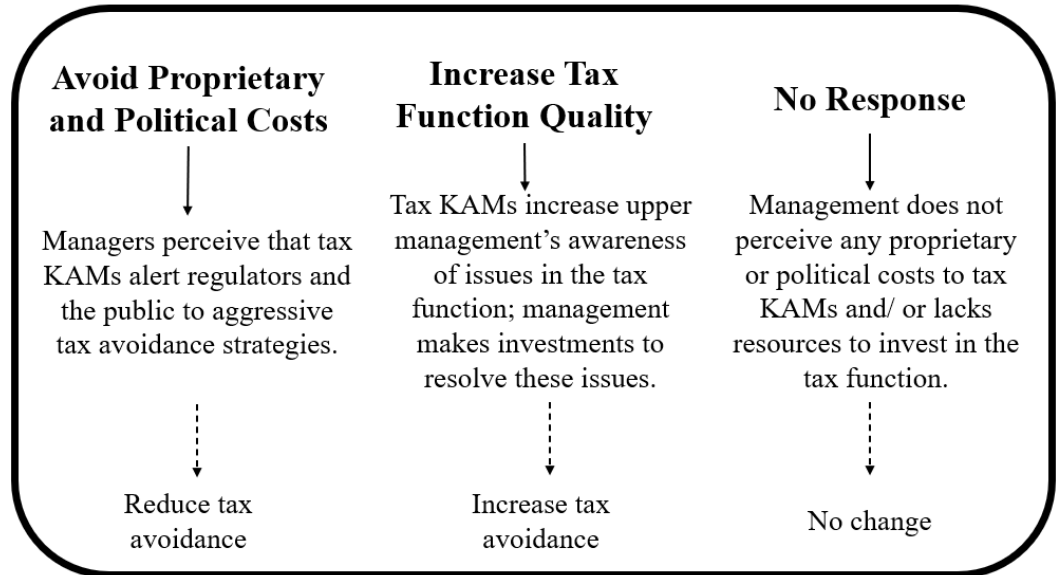 Avoid Proprietary
and Political Costs
Managers perceive that tax
KAMs alert regulators and
the public to aggressive
tax avoidance strategies.
Reduce tax
avoidance
Increase Tax
Function Quality
Tax KAMs increase upper
management’s awareness
of issues in the tax
function; management
makes investments to
resolve these issues.
Increase tax
avoidance
No Response
Management does not
perceive any proprietary
or political costs to tax
KAMs and/ or lacks
resources to invest in the
tax function.
No change